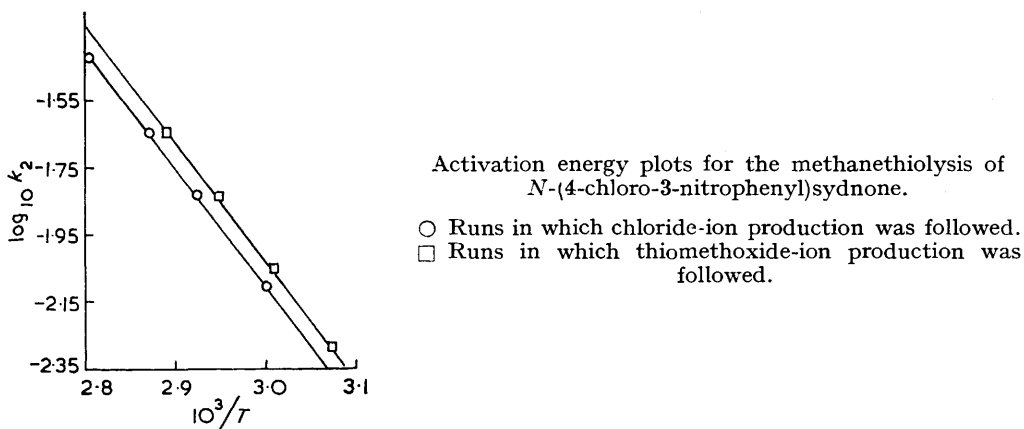 -1·55
-1·75
-1·95
-2·15
-2·35
log₁₀ k₂
2·8 2·9 3·0 3·1
10³/T
Activation energy plots for the methanethiolysis of
N-(4-chloro-3-nitrophenyl)sydnone.
○ Runs in which chloride-ion production was followed.
□ Runs in which thiomethoxide-ion production was
followed.